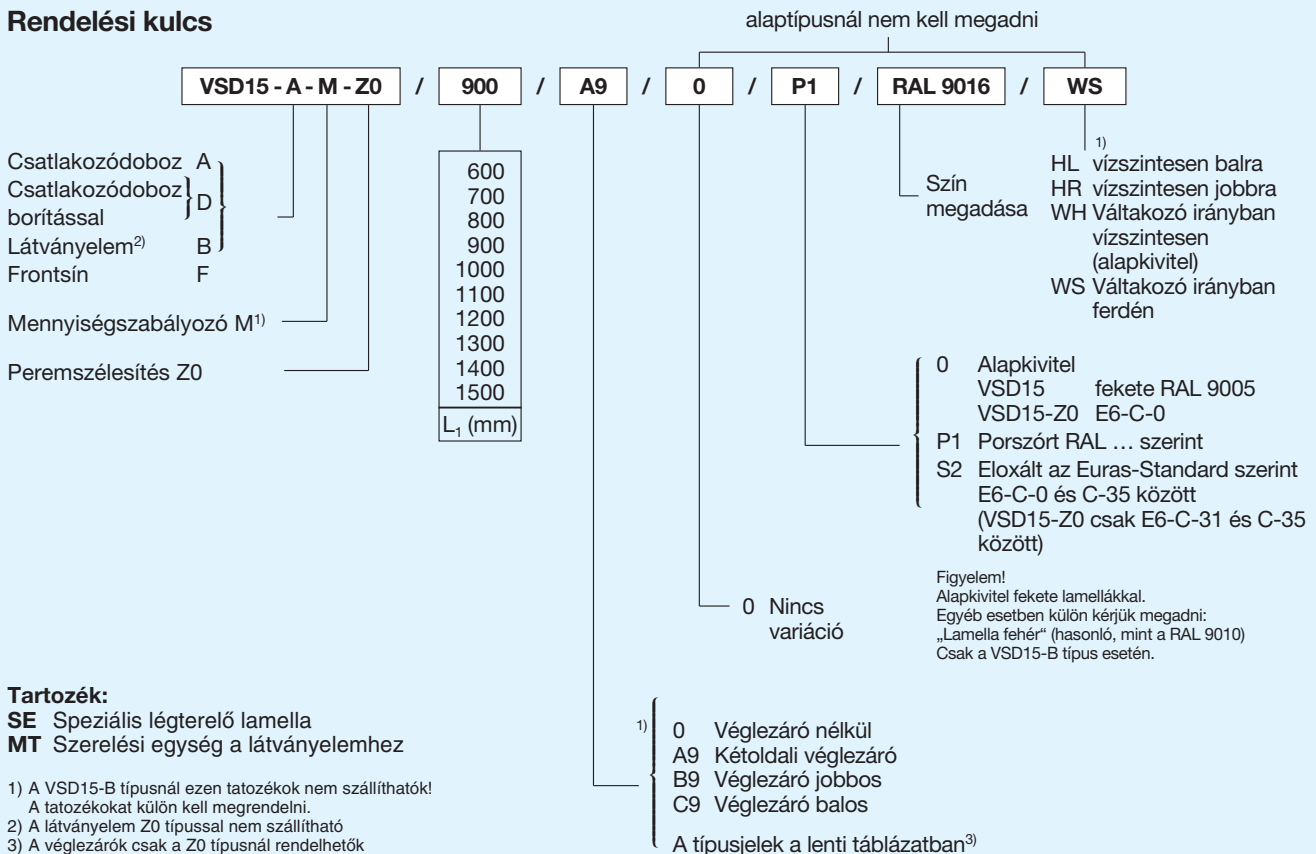 Rendelési kulcs
alaptípusnál nem kell megadni
VSD15 - A - M - Z0 / 900 / A9 / 0 / P1 / RAL 9016 / WS
Csatlakozódoboz A
Csatlakozódoboz
borítással D
Látványelem2) B
Frontsín F
Mennyiségszabályozó M1)
Peremszélesítés Z0
600
700
800
900
1000
1100
1200
1300
1400
1500
L1 (mm)
Szín
megadása
1)
HL vízszintesen balra
HR vízszintesen jobbra
WH Váltakozó irányban
vízszintesen
(alapkivitel)
WS Váltakozó irányban
ferdén
0 Alapkivitel
VSD15 fekete RAL 9005
VSD15-Z0 E6-C-0
P1 Porszórt RAL … szerint
S2 Eloxált az Euras-Standard szerint
E6-C-0 és C-35 között
(VSD15-Z0 csak E6-C-31 és C-35
között)
Figyelem!
Alapkivitel fekete lamellákkal.
Egyéb esetben külön kérjük megadni:
„Lamella fehér“ (hasonló, mint a RAL 9010)
Csak a VSD15-B típus esetén.
0 Nincs
variáció
1)
0 Véglezáró nélkül
A9 Kétoldali véglezáró
B9 Véglezáró jobbos
C9 Véglezáró balos
A típusjelek a lenti táblázatban3)
Tartozék:
SE Speziális légterelő lamella
MT Szerelési egység a látványelemhez
1) A VSD15-B típusnál ezen tatozékok nem szállíthatók!
A tatozékokat külön kell megrendelni.
2) A látványelem Z0 típussal nem szállítható
3) A véglezárók csak a Z0 típusnál rendelhetők